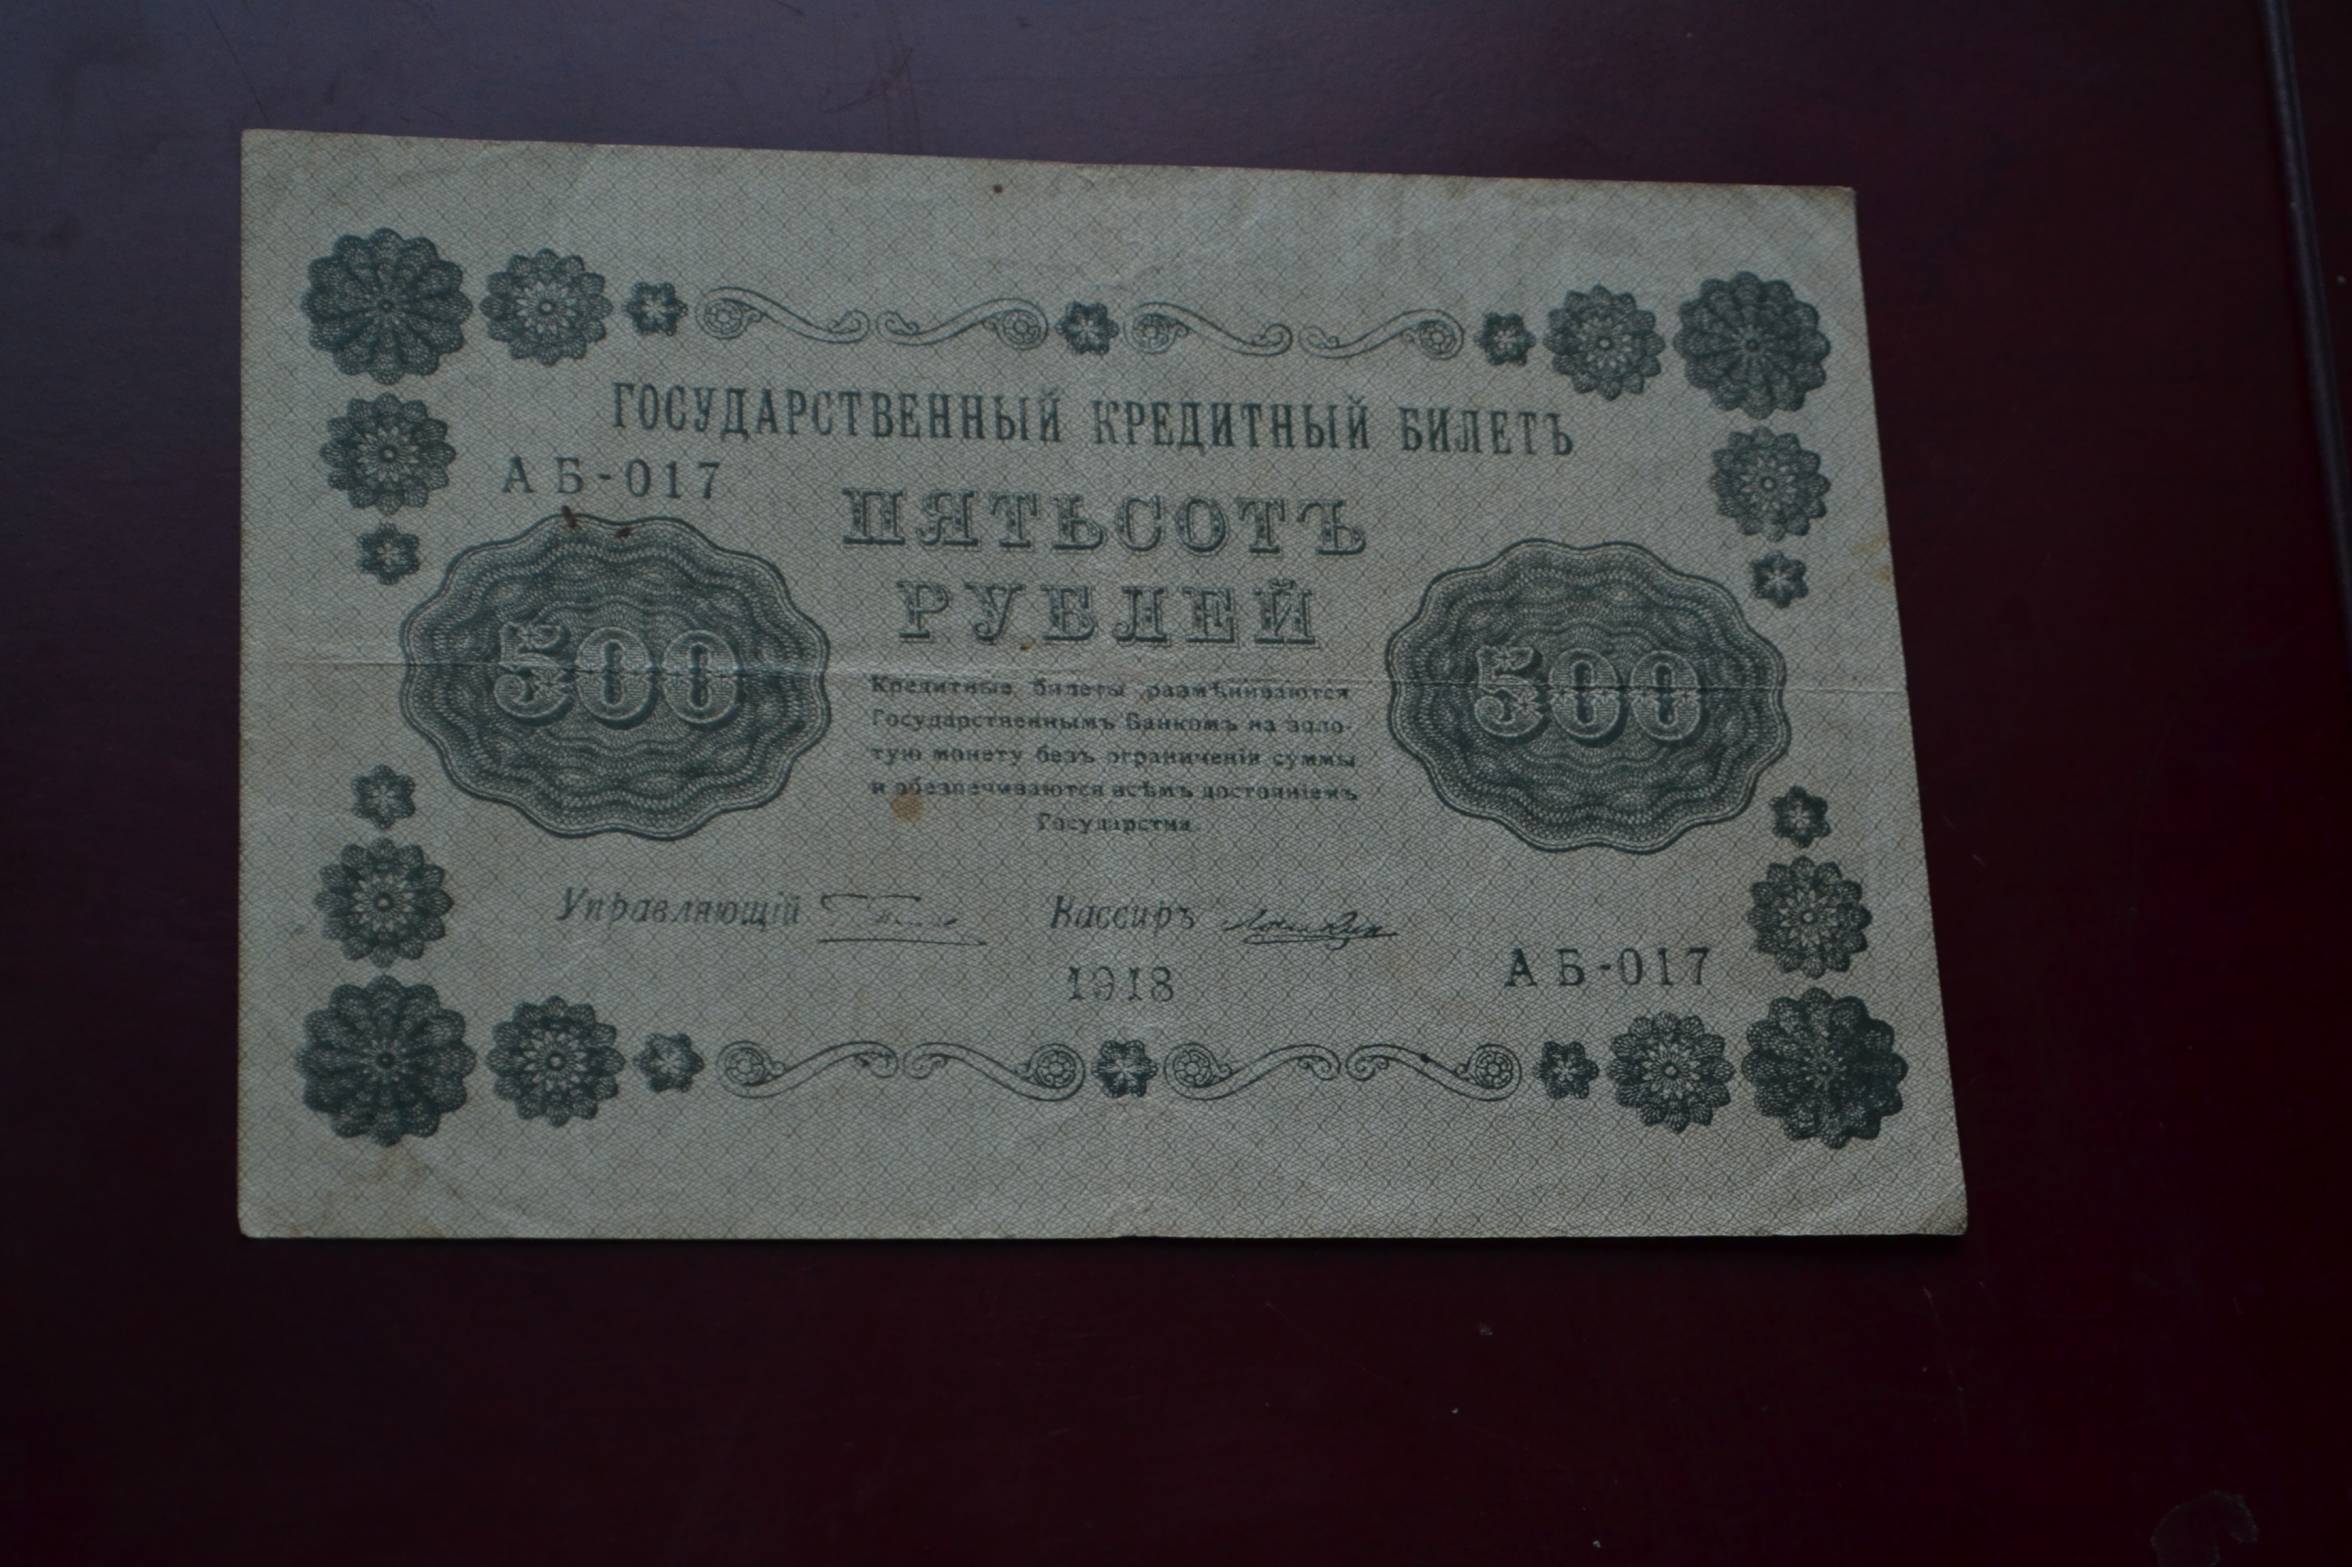 ГОСУДАРСТВЕННЫЙ КРЕДИТНЫЙ БИЛЕТЪ
АБ-017
ПЯТЬСОТЪ
РУБЛЕЙ
500
500
Кредитные билеты размѣниваются
Государственнымъ Банкомъ на золо-
тую монету безъ ограниченія суммы
и обезпечиваются всѣмъ достояніемъ
Государства.
Управляющій
Кассиръ
1918
АБ-017